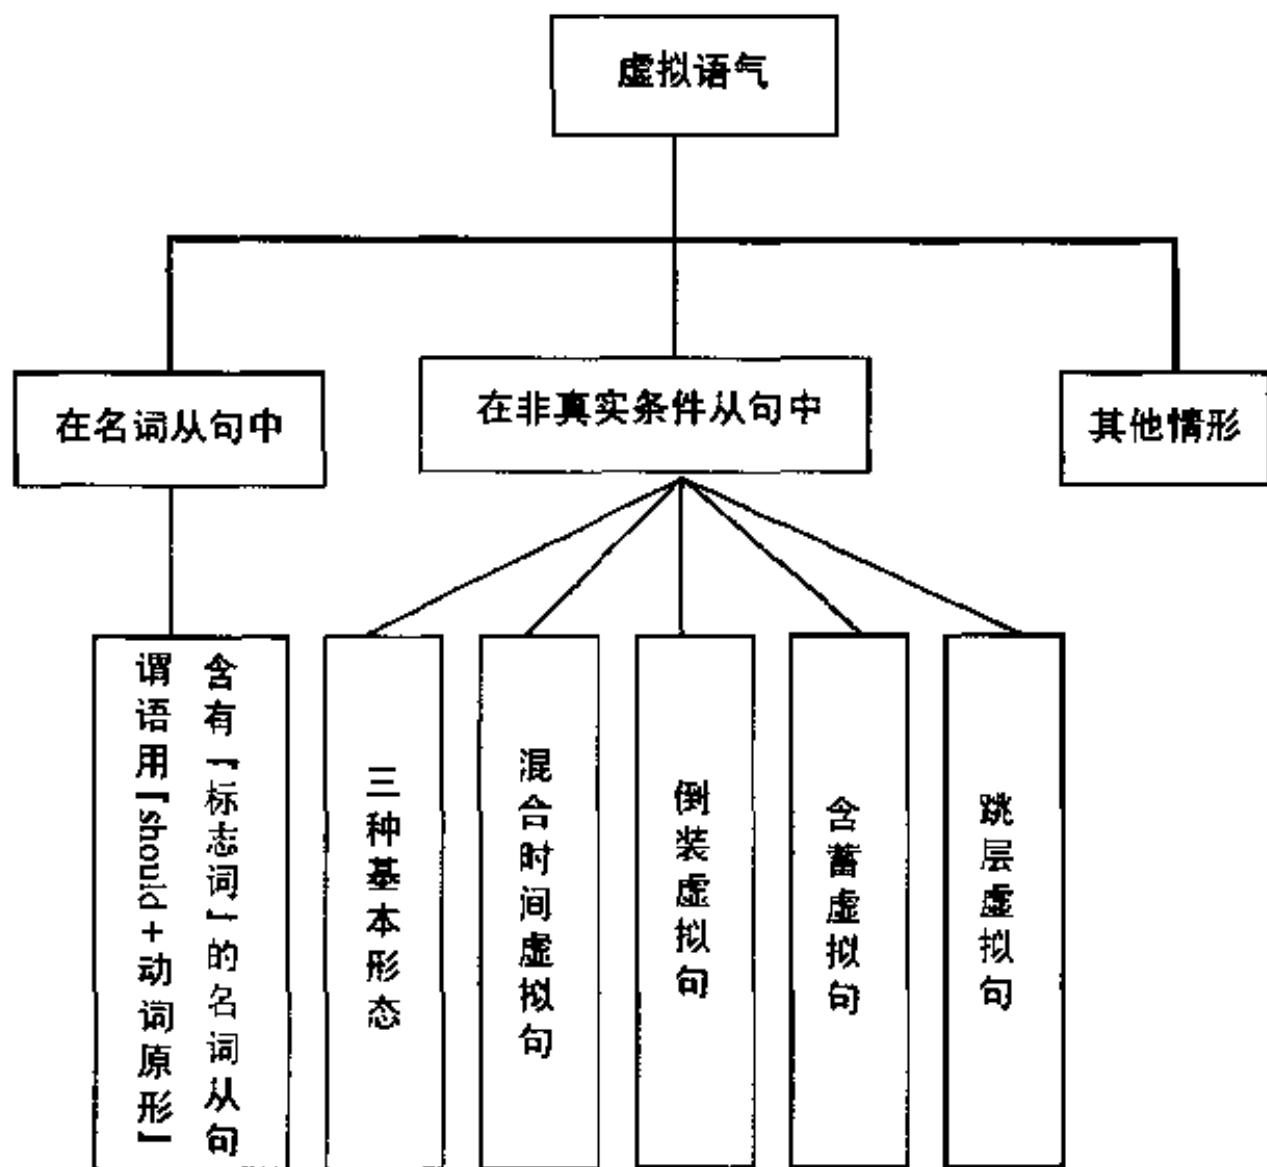 虚拟语气
在名词从句中
在非真实条件从句中
其他情形
含有「标志词」的名词从句
谓语用「should+动词原形」
三种基本形态
混合时间虚拟句
倒装虚拟句
含蓄虚拟句
跳层虚拟句